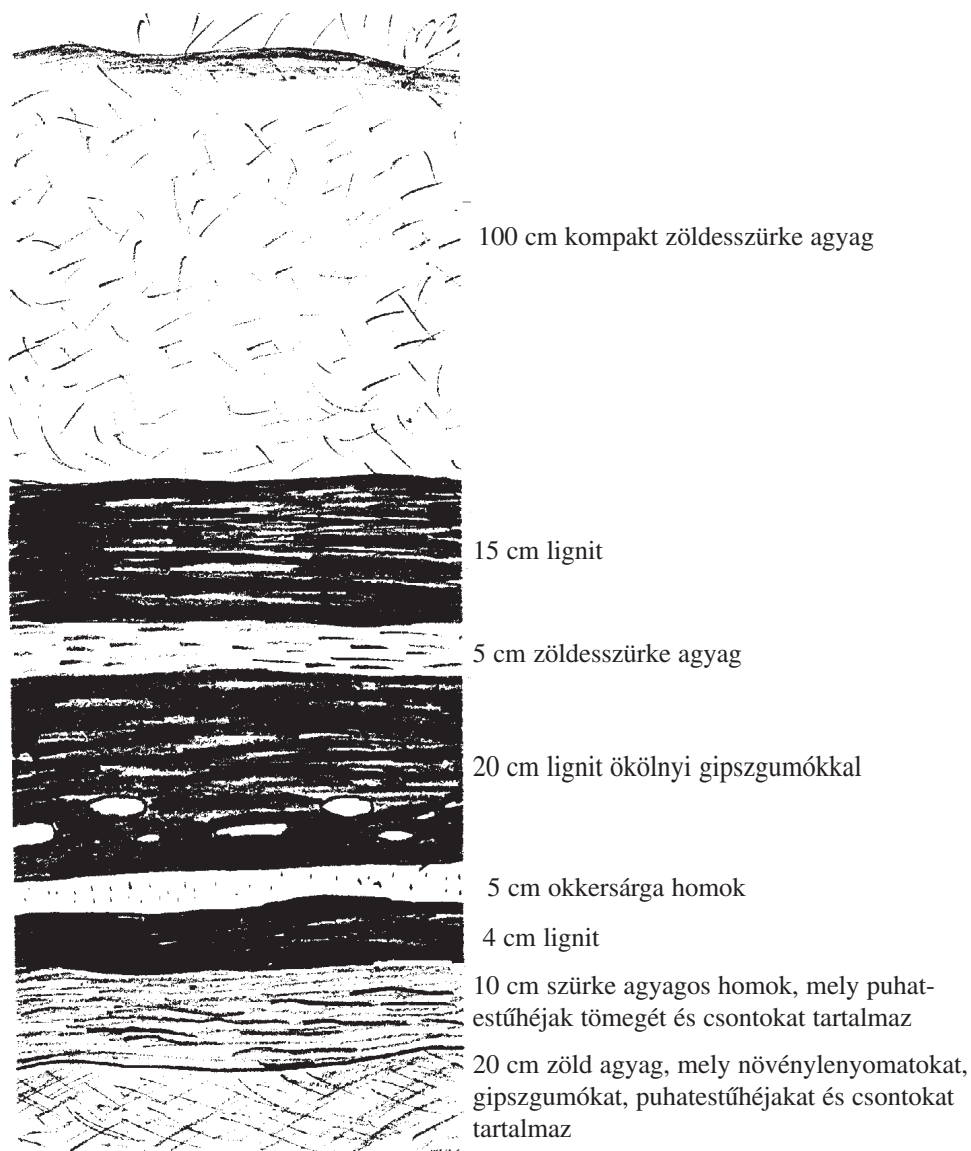 100 cm kompakt zöldesszürke agyag
15 cm lignit
5 cm zöldesszürke agyag
20 cm lignit ökölnyi gipszgumókkal
5 cm okkersárga homok
4 cm lignit
10 cm szürke agyagos homok, mely puhat-
estűhéjak tömegét és csontokat tartalmaz
20 cm zöld agyag, mely növénylenyomatokat,
gipszgumókat, puhatestűhéjakat és csontokat
tartalmaz